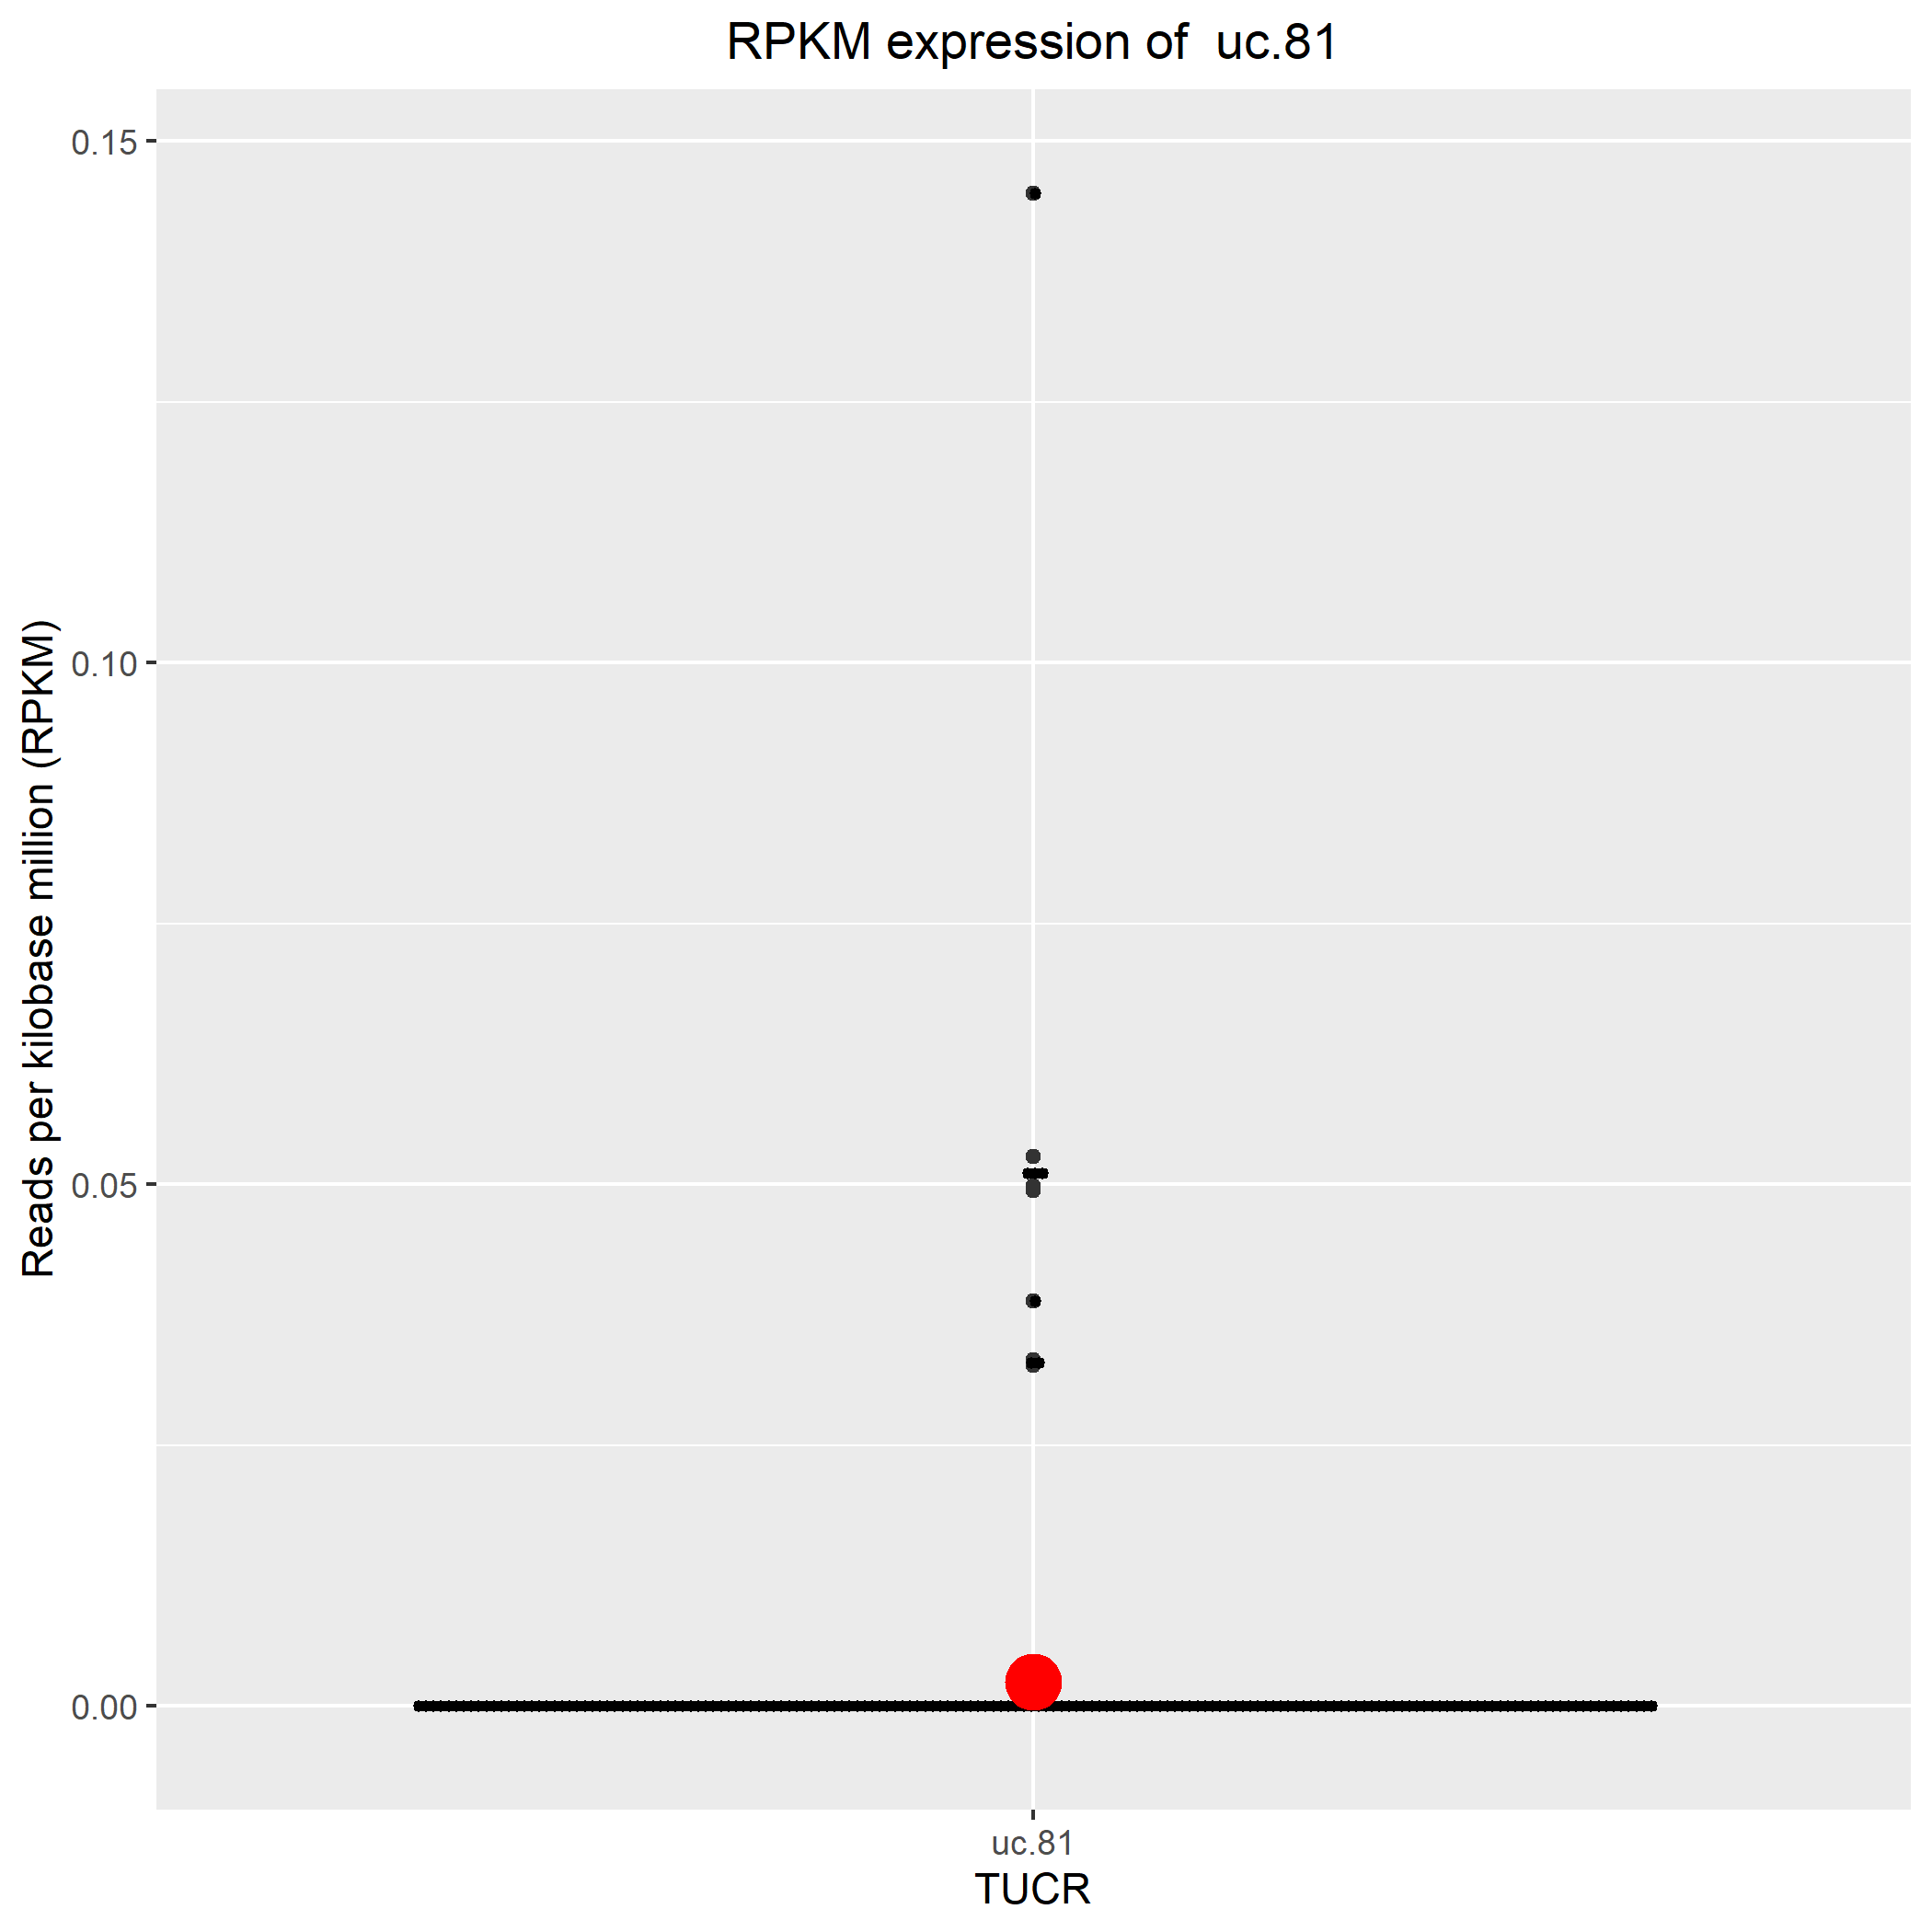 RPKM expression of  uc.81
Reads per kilobase million (RPKM)
0.15
0.10
0.05
0.00
uc.81
TUCR